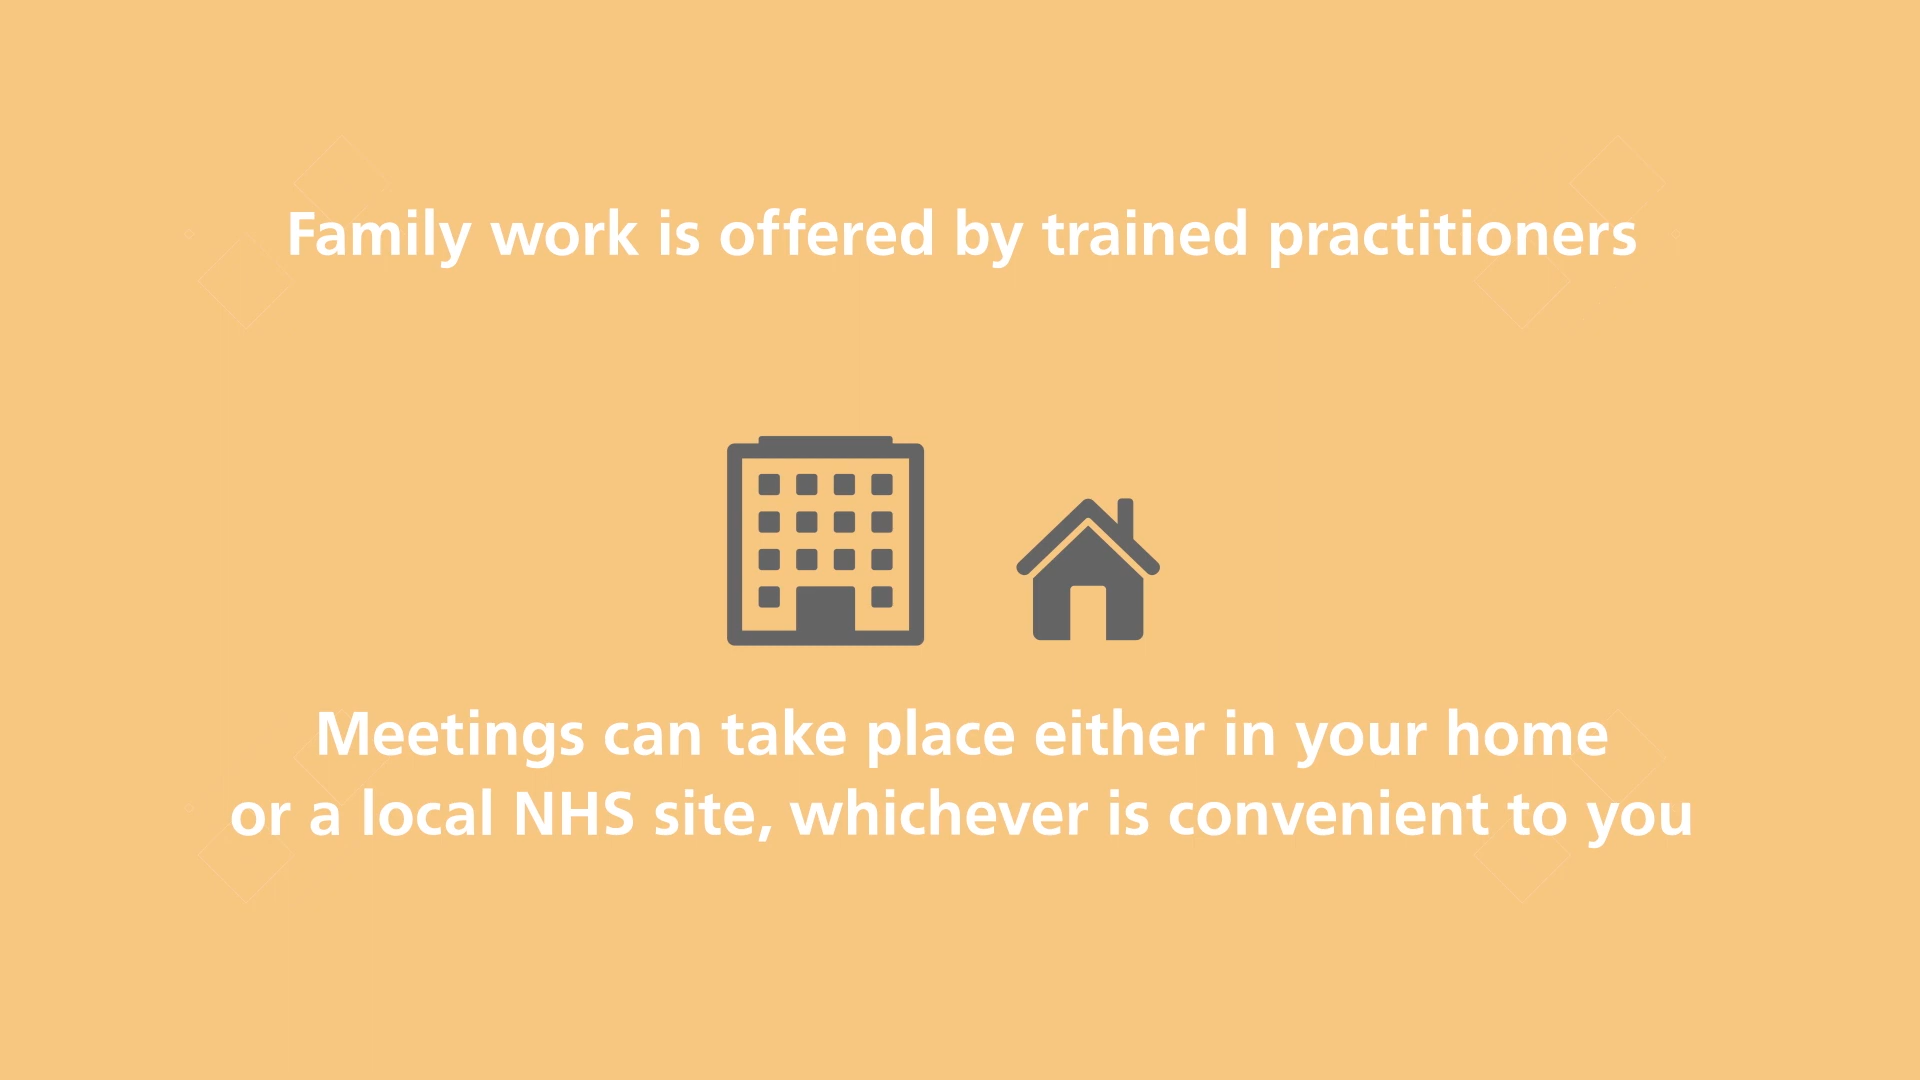 Family work is offered by trained practitioners
Meetings can take place either in your home
or a local NHS site, whichever is convenient to you